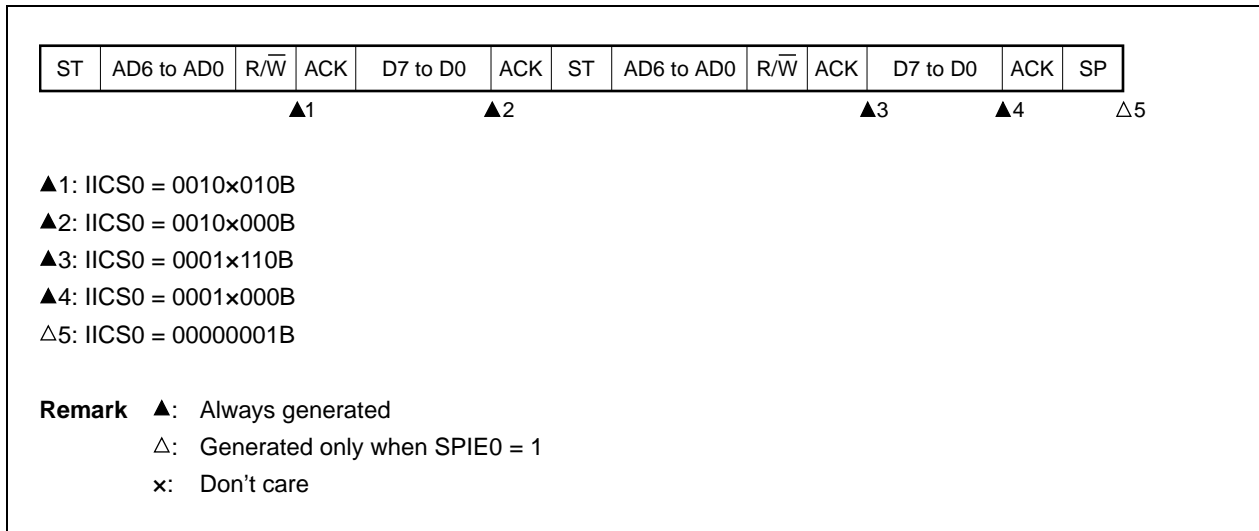 ST AD6 to AD0 R/W̅ ACK D7 to D0 ACK ST AD6 to AD0 R/W̅ ACK D7 to D0 ACK SP
▲1 ▲2 ▲3 ▲4 △5
▲1: IICS0 = 0010×010B
▲2: IICS0 = 0010×000B
▲3: IICS0 = 0001×110B
▲4: IICS0 = 0001×000B
△5: IICS0 = 00000001B
Remark ▲: Always generated
△: Generated only when SPIE0 = 1
×: Don't care